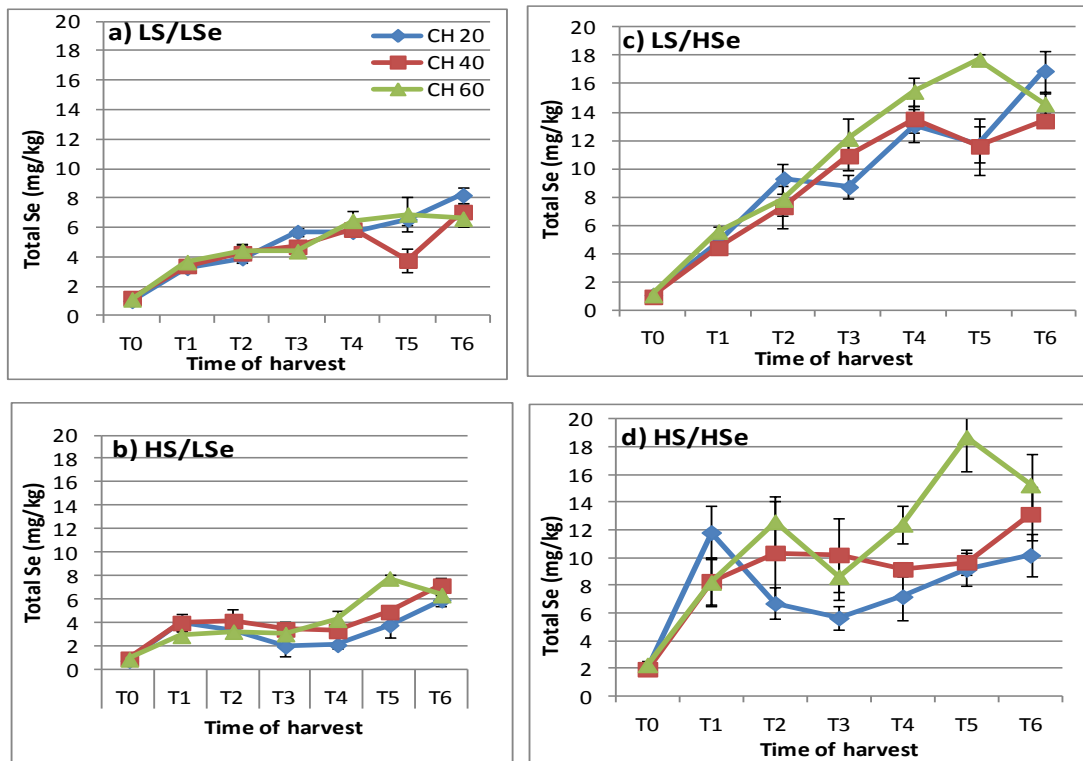 a) LS/LSe
CH 20
CH 40
CH 60
Total Se (mg/kg)
20
18
16
14
12
10
8
6
4
2
0
T0 T1 T2 T3 T4 T5 T6
Time of harvest
c) LS/HSe
Total Se (mg/kg)
20
18
16
14
12
10
8
6
4
2
0
T0 T1 T2 T3 T4 T5 T6
Time of harvest
b) HS/LSe
Total Se (mg/kg)
20
18
16
14
12
10
8
6
4
2
0
T0 T1 T2 T3 T4 T5 T6
Time of harvest
d) HS/HSe
Total Se (mg/kg)
20
18
16
14
12
10
8
6
4
2
0
T0 T1 T2 T3 T4 T5 T6
Time of harvest